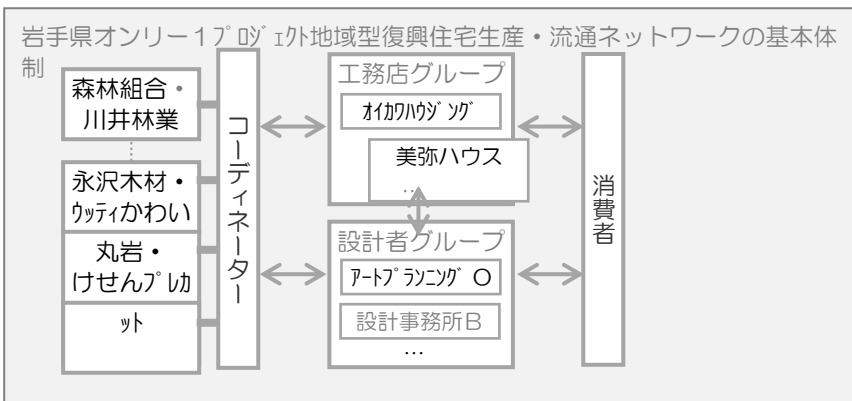 岩手県オンリー１ﾌﾟﾛｼﾞｪｸﾄ地域型復興住宅生産・流通ネットワークの基本体
制
森林組合・
川井林業
永沢木材・
ｳｯﾃｨかわい
丸岩・
けせんﾌﾟﾚｶ
ｯﾄ
コーディネーター
工務店グループ
ｵｲｶﾜﾊｳｼﾞﾝｸﾞ
美弥ハウス
…
設計者グループ
ｱｰﾄﾌﾟﾗﾝﾆﾝｸﾞ O
設計事務所Ｂ
…
消費者